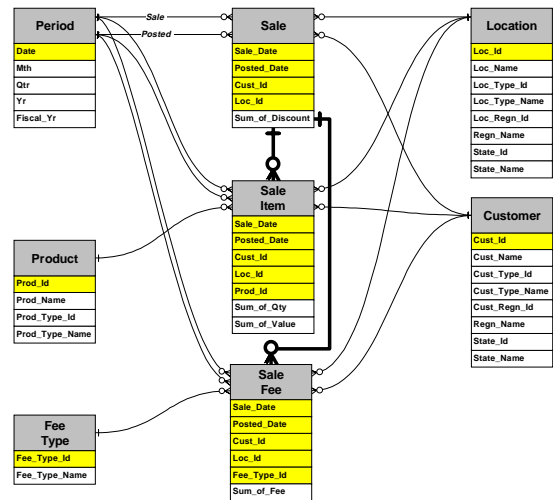 Period
Date
Mth
Qtr
Yr
Fiscal_Yr
Sale
Posted
Sale
Sale_Date
Posted_Date
Cust_Id
Loc_Id
Sum_of_Discount
Location
Loc_Id
Loc_Name
Loc_Type_Id
Loc_Type_Name
Loc_Regn_Id
Regn_Name
State_Id
State_Name
Sale
Item
Sale_Date
Posted_Date
Cust_Id
Loc_Id
Prod_Id
Sum_of_Qty
Sum_of_Value
Product
Prod_Id
Prod_Name
Prod_Type_Id
Prod_Type_Name
Customer
Cust_Id
Cust_Name
Cust_Type_Id
Cust_Type_Name
Cust_Regn_Id
Regn_Name
State_Id
State_Name
Sale
Fee
Sale_Date
Posted_Date
Cust_Id
Loc_Id
Fee_Type_Id
Sum_of_Fee
Fee
Type
Fee_Type_Id
Fee_Type_Name